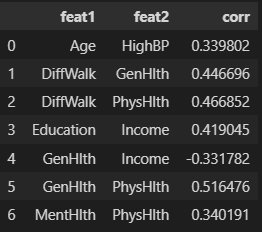 feat1 feat2 corr
0 Age HighBP 0.339802
1 DiffWalk GenHlth 0.446696
2 DiffWalk PhysHlth 0.466852
3 Education Income 0.419045
4 GenHlth Income -0.331782
5 GenHlth PhysHlth 0.516476
6 MentHlth PhysHlth 0.340191